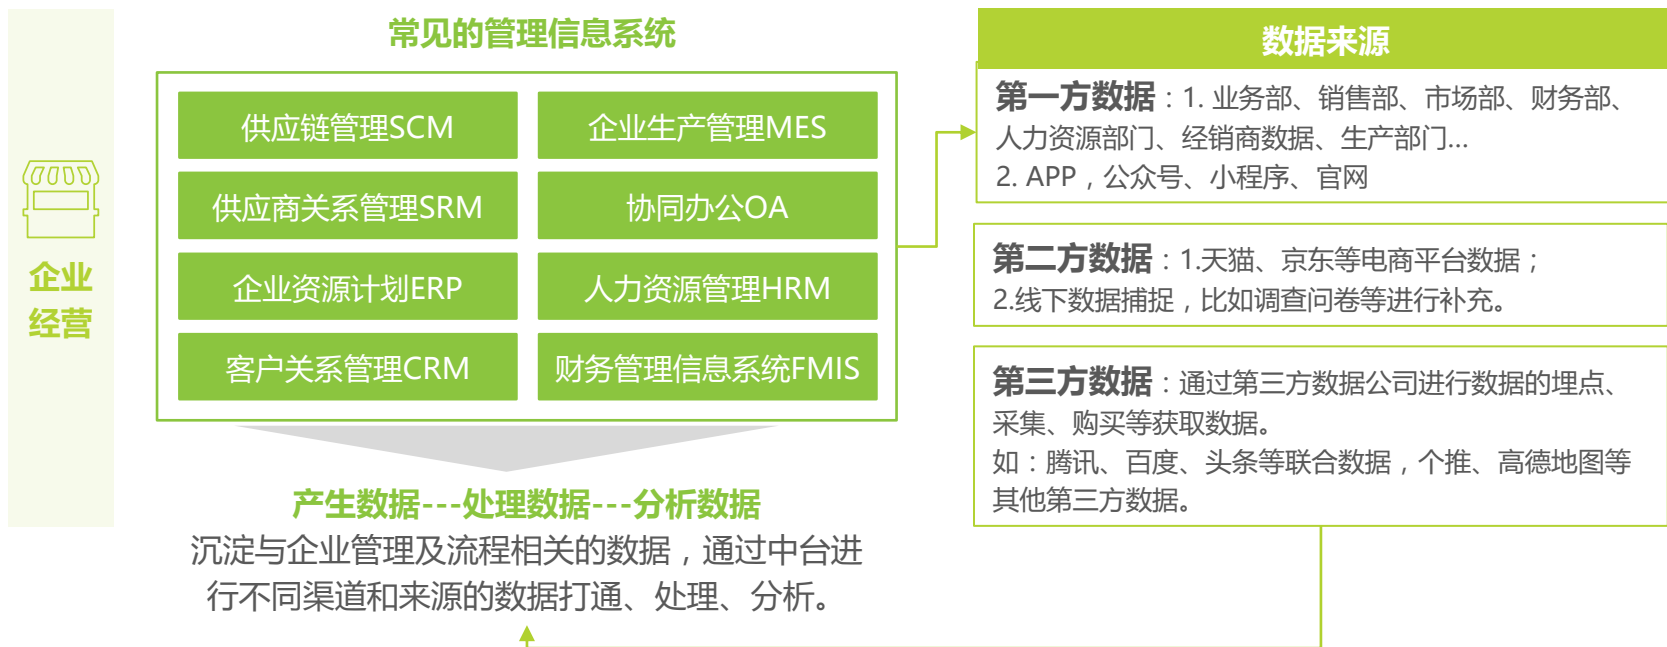 企业
经营
常见的管理信息系统
供应链管理SCM
企业生产管理MES
供应商关系管理SRM
协同办公OA
企业资源计划ERP
人力资源管理HRM
客户关系管理CRM
财务管理信息系统FMIS
产生数据---处理数据---分析数据
沉淀与企业管理及流程相关的数据，通过中台进
行不同渠道和来源的数据打通、处理、分析。
数据来源
第一方数据：1. 业务部、销售部、市场部、财务部、
人力资源部门、经销商数据、生产部门...
2. APP，公众号、小程序、官网
第二方数据：1.天猫、京东等电商平台数据；
2.线下数据捕捉，比如调查问卷等进行补充。
第三方数据：通过第三方数据公司进行数据的埋点、
采集、购买等获取数据。
如：腾讯、百度、头条等联合数据，个推、高德地图等
其他第三方数据。